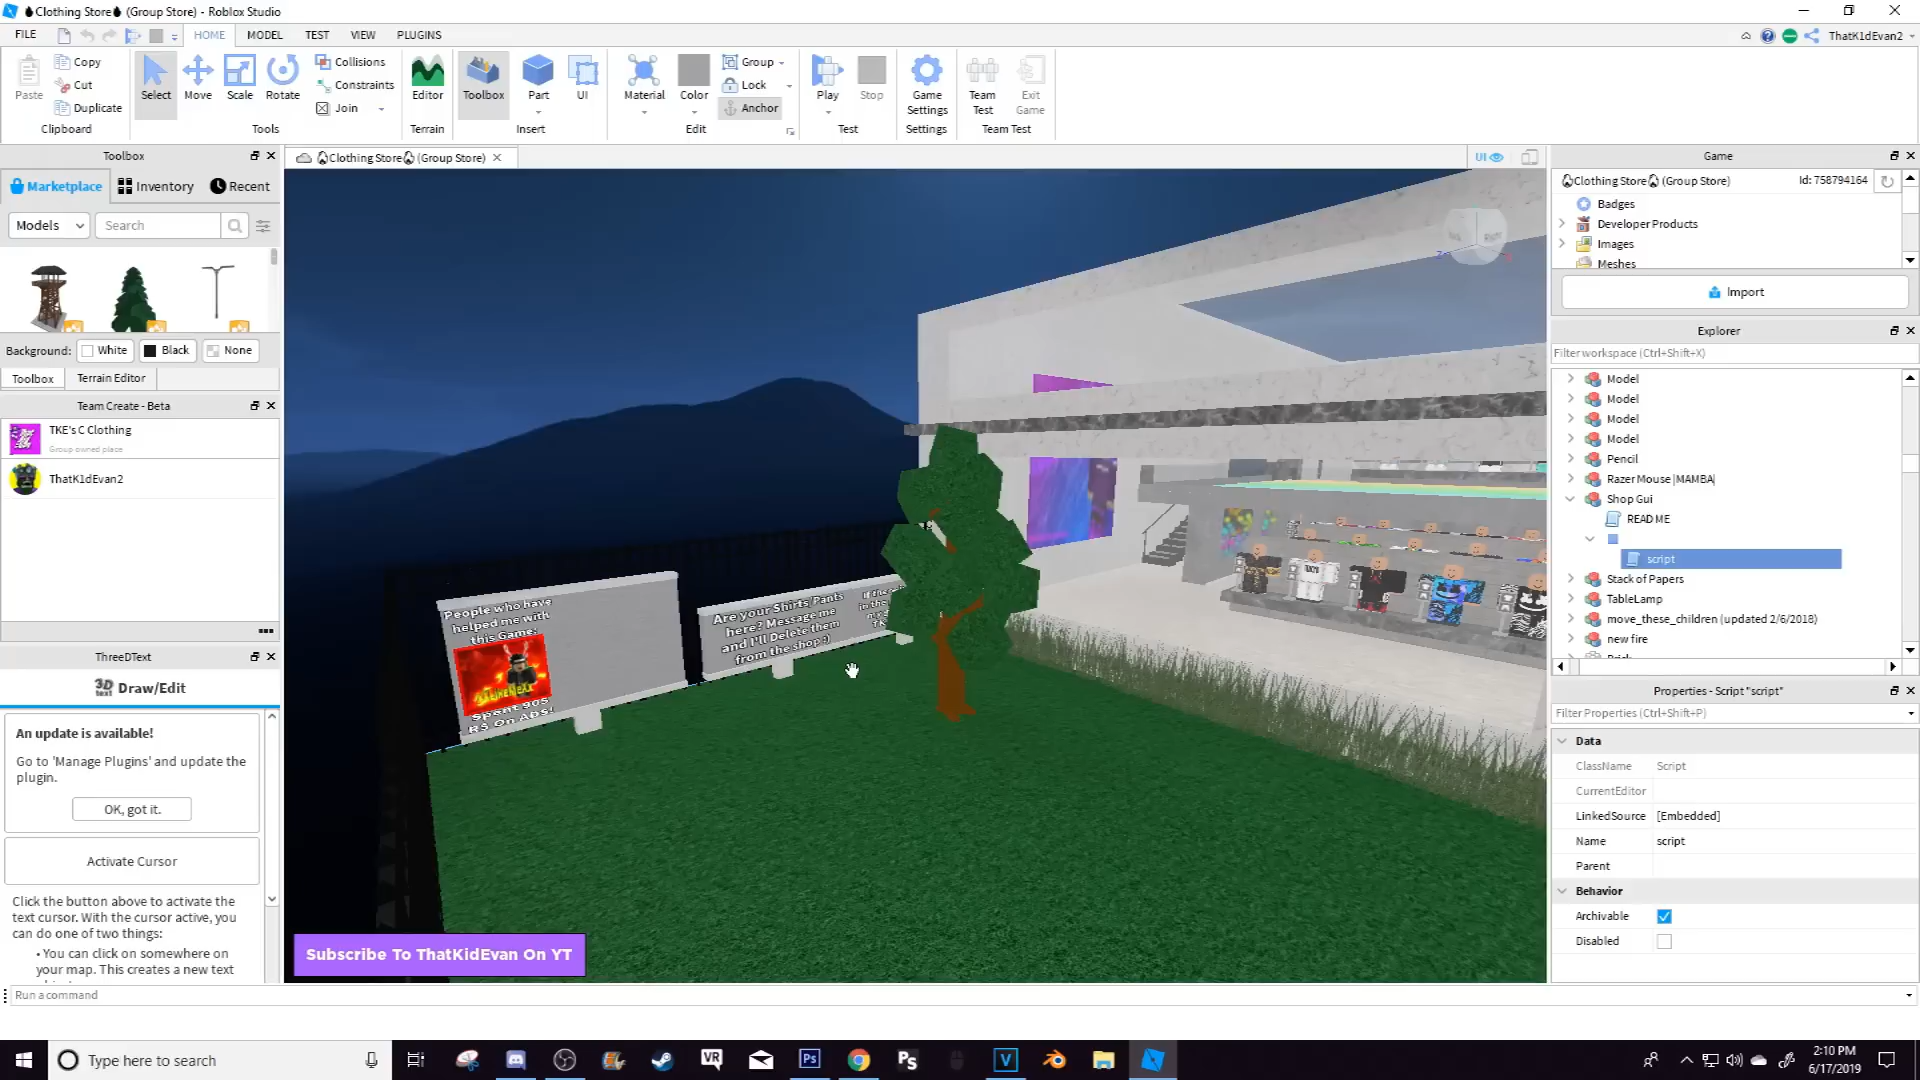 Clothing Store (Group Store) - Roblox Studio
FILE HOME MODEL TEST VIEW PLUGINS
ThatK1dEvan2
Paste
Copy
Cut
Duplicate
Clipboard
Select Move Scale Rotate
Collisions
Constraints
Join
Tools
Editor
Terrain
Toolbox Part UI
Insert
Material Color
Group
Lock
Anchor
Edit
Play Stop
Test
Game Settings
Settings
Team Test
Exit Game
Team Test
Toolbox
Marketplace Inventory Recent
Models Search
Background: White Black None
Toolbox Terrain Editor
Team Create - Beta
TKE's C Clothing
Group owned place
ThatK1dEvan2
ThreeDText
3D text Draw/Edit
An update is available!
Go to 'Manage Plugins' and update the
plugin.
OK, got it.
Activate Cursor
Click the button above to activate the
text cursor. With the cursor active, you
can do one of two things:
• You can click on somewhere on
your map. This creates a new text
Clothing Store (Group Store)
UI
People who have
helped me with
this Game:
Spent 905
R$ On ADS!
Are your Shirts/Pants
here? Message me
and I'll Delete them
from the shop :)
Subscribe To ThatKidEvan On YT
Game
Clothing Store (Group Store) Id: 758794164
Badges
Developer Products
Images
Meshes
Import
Explorer
Filter workspace (Ctrl+Shift+X)
Model
Model
Model
Model
Pencil
Razer Mouse |MAMBA|
Shop Gui
README
script
Stack of Papers
TableLamp
move_these_children (updated 2/6/2018)
new fire
Properties - Script "script"
Filter Properties (Ctrl+Shift+P)
Data
ClassName Script
CurrentEditor
LinkedSource [Embedded]
Name script
Parent
Behavior
Archivable
Disabled
Run a command
Type here to search
VR
Ps
PS
V
2:10 PM
6/17/2019